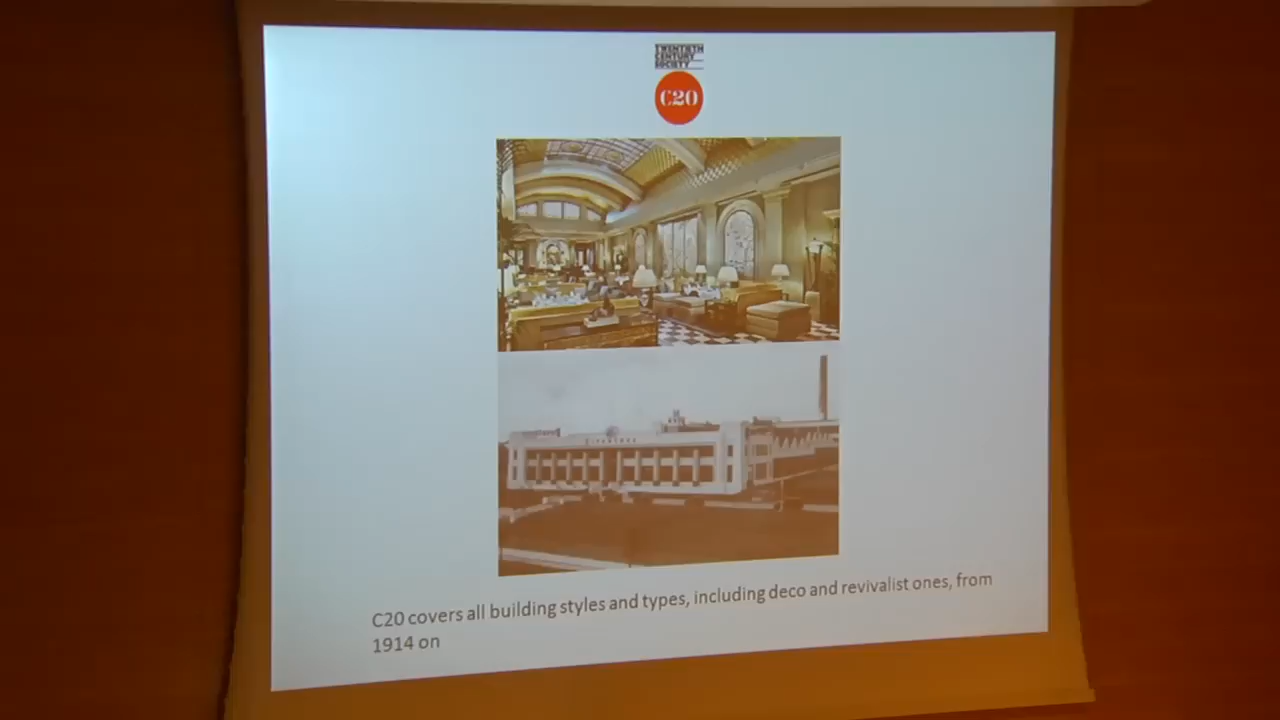 TWENTIETH
CENTURY
SOCIETY
C20
C20 covers all building styles and types, including deco and revivalist ones, from
1914 on